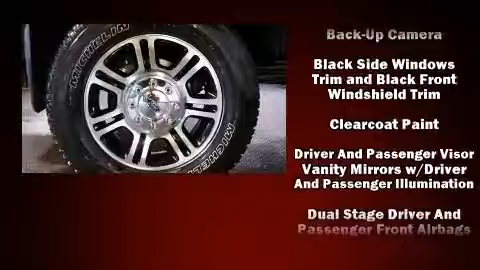 MICHELIN
MICHELIN
Back-Up Camera
Black Side Windows
Trim and Black Front
Windshield Trim
Clearcoat Paint
Driver And Passenger Visor
Vanity Mirrors w/Driver
And Passenger Illumination
Dual Stage Driver And
Passenger Front Airbags